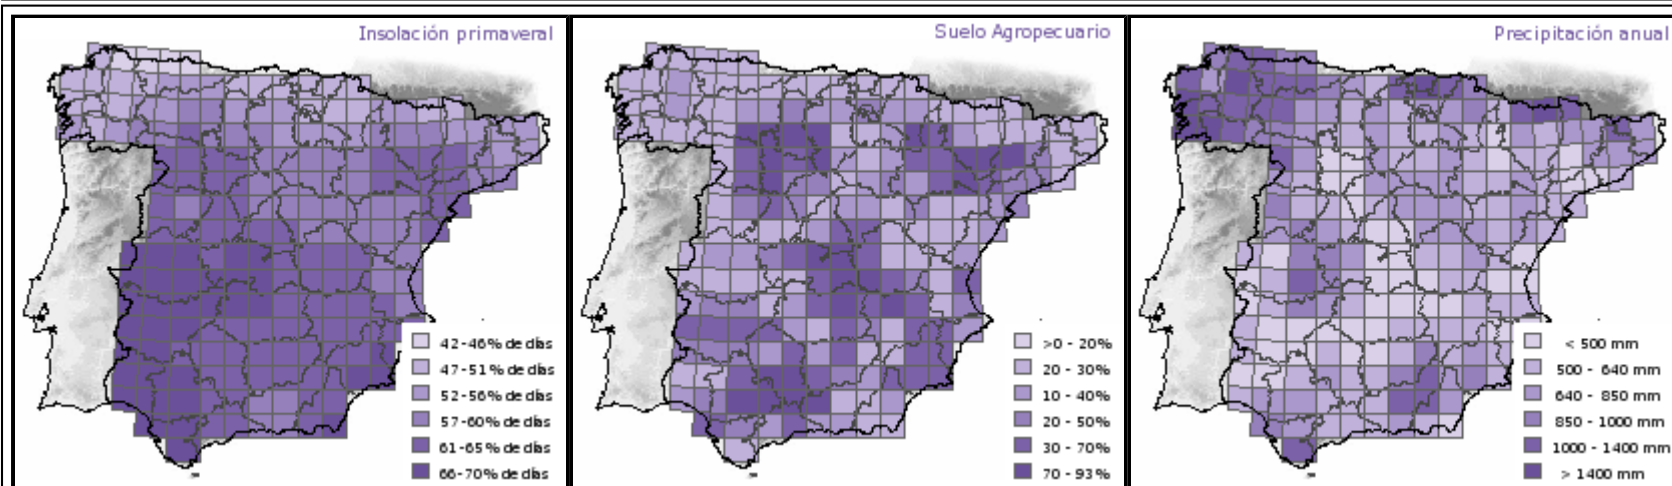 Insolación primaveral
42-46% de días
47-51% de días
52-56% de días
57-60% de días
61-65% de días
66-70% de días
Suelo Agropecuario
>0 - 20%
20 - 30%
10 - 40%
20 - 50%
30 - 70%
70 - 93%
Precipitación anual
< 500 mm
500 - 640 mm
640 - 850 mm
850 - 1000 mm
1000 - 1400 mm
> 1400 mm